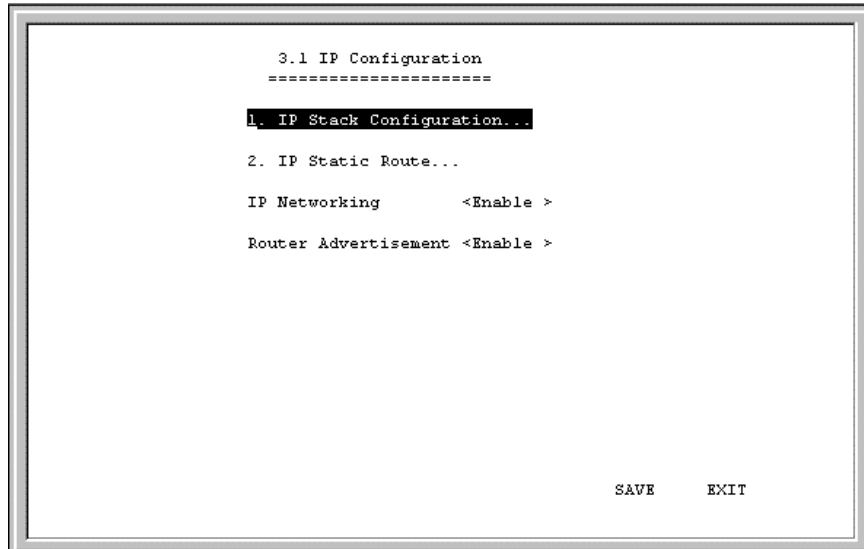 3.1 IP Configuration
======================
1. IP Stack Configuration...
2. IP Static Route...
IP Networking <Enable >
Router Advertisement <Enable >
SAVE EXIT